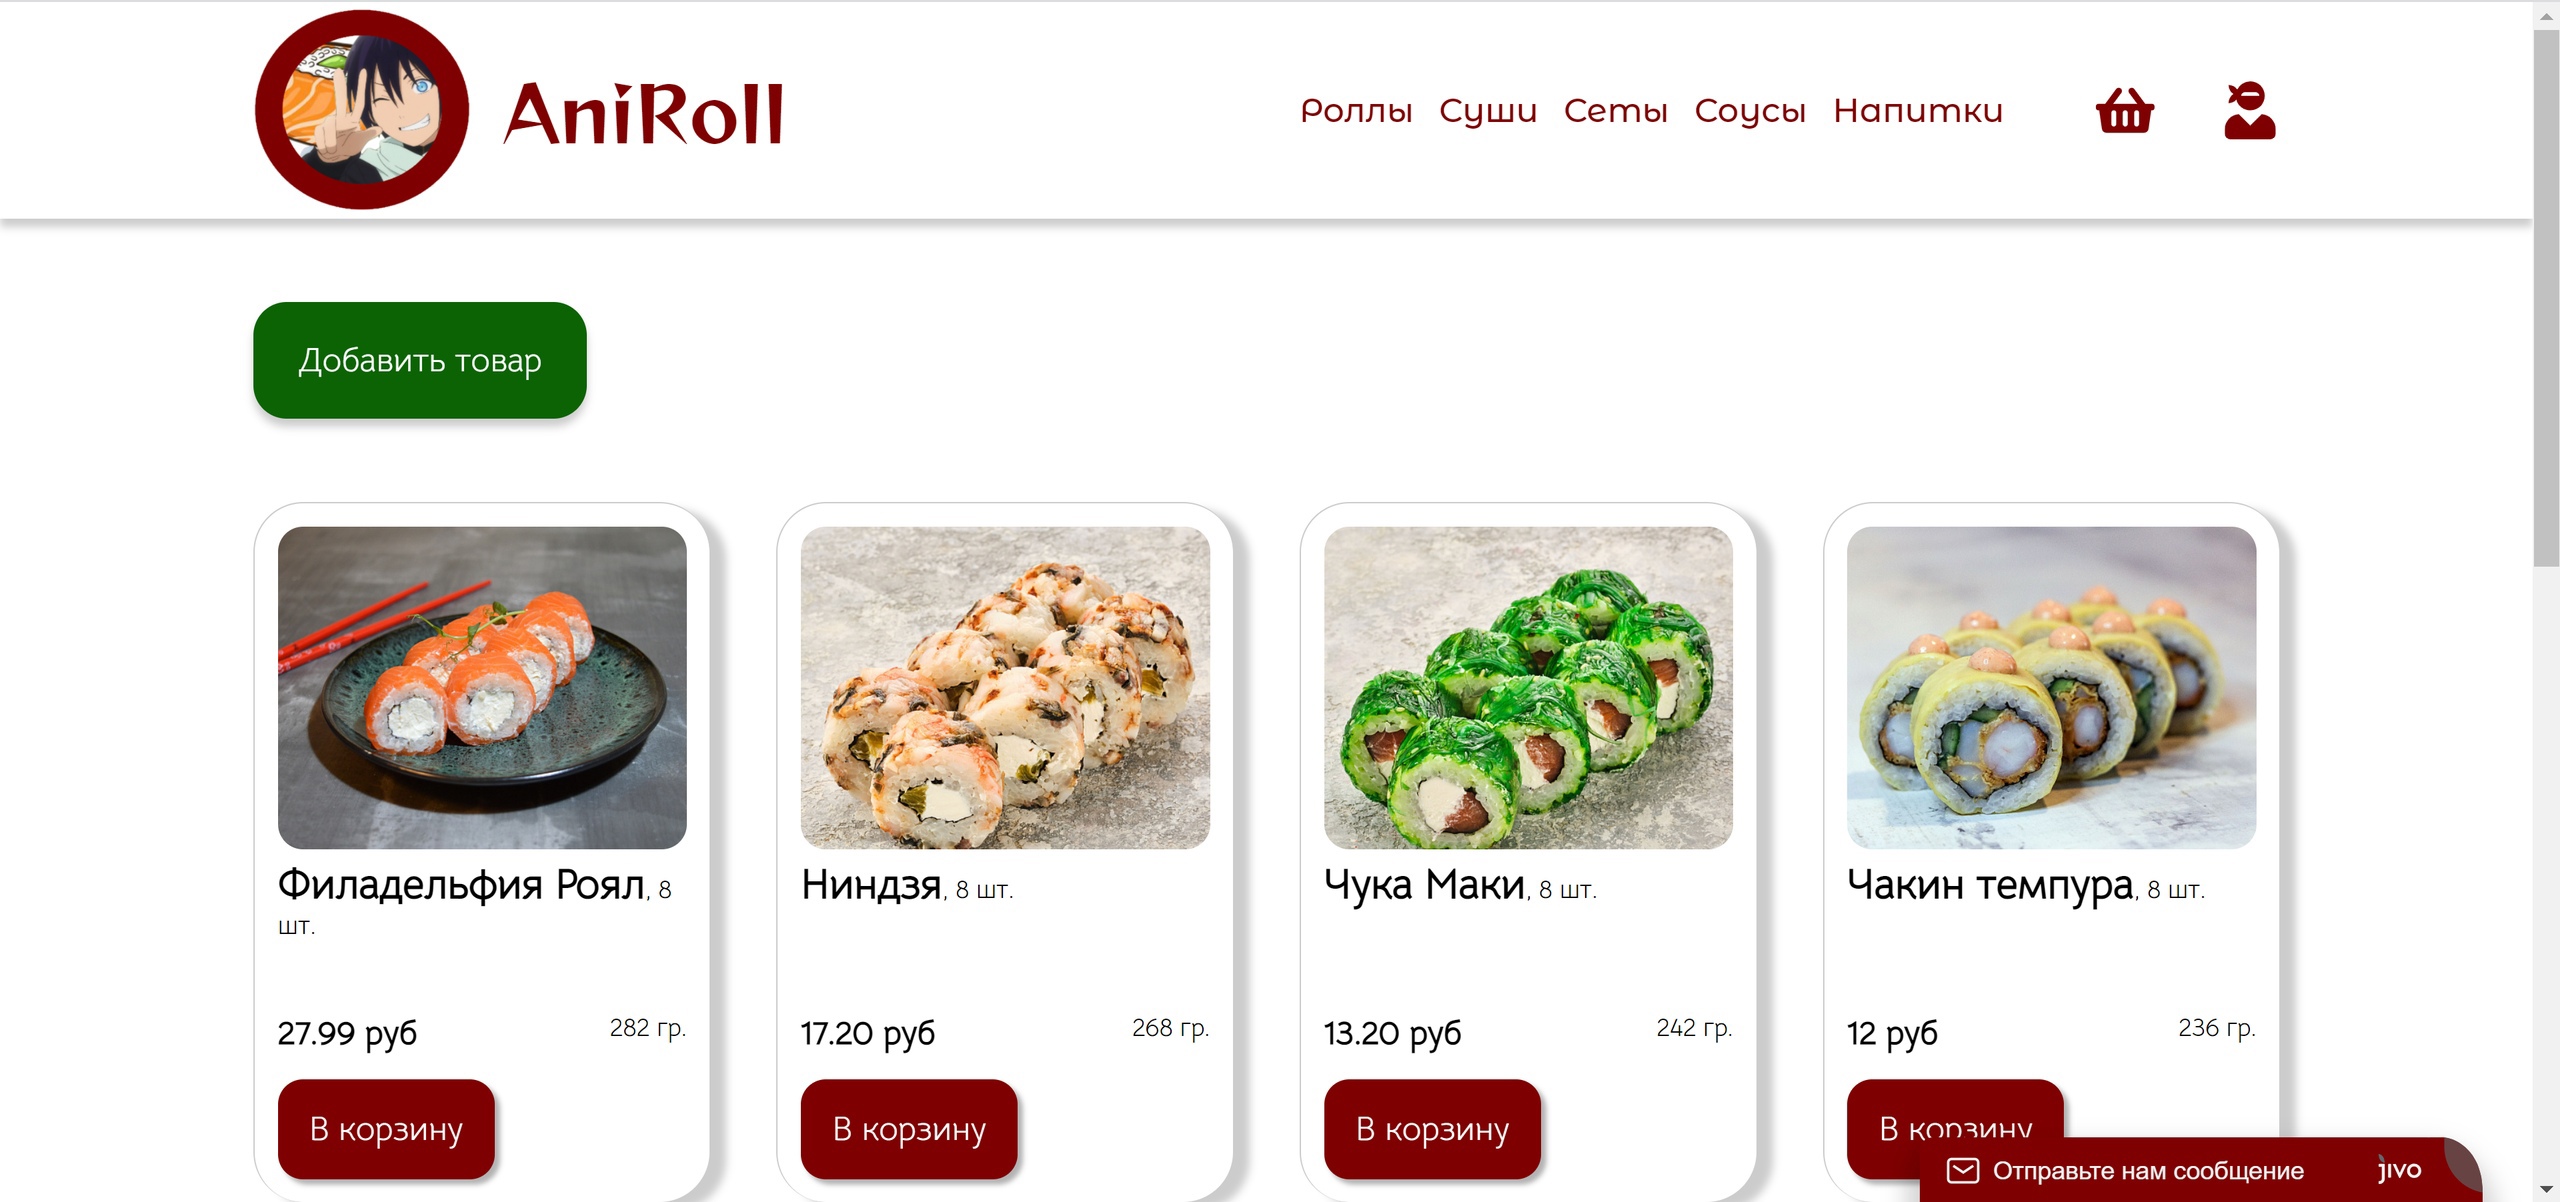 AniRoll
Роллы Суши Сеты Соусы Напитки
Добавить товар
Филадельфия Роял, 8
шт.
27.99 руб 282 гр.
В корзину
Ниндзя, 8 шт.
17.20 руб 268 гр.
В корзину
Чука Маки, 8 шт.
13.20 руб 242 гр.
В корзину
Чакин темпура, 8 шт.
12 руб 236 гр.
В корзину
Отправьте нам сообщение jivo